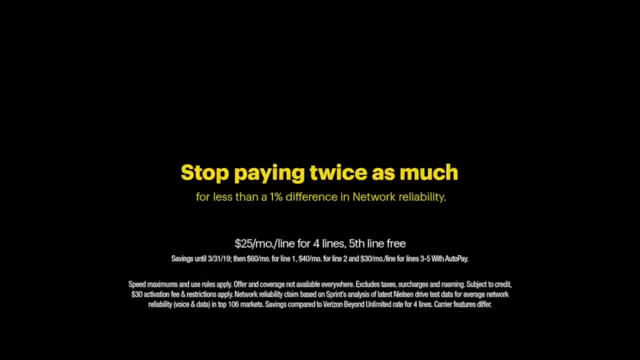 Stop paying twice as much
for less than a 1% difference in Network reliability.
$25/mo./line for 4 lines, 5th line free
Savings until 3/31/19; then $60/mo. for line 1, $40/mo. for line 2 and $30/mo./line for lines 3-5 With AutoPay.
Speed maximums and use rules apply. Offer and coverage not available everywhere. Excludes taxes, surcharges and roaming. Subject to credit,
$30 activation fee & restrictions apply. Network reliability claim based on Sprint's analysis of latest Nielsen drive test data for average network
reliability (voice & data) in top 106 markets. Savings compared to Verizon Beyond Unlimited rate for 4 lines. Carrier features differ.